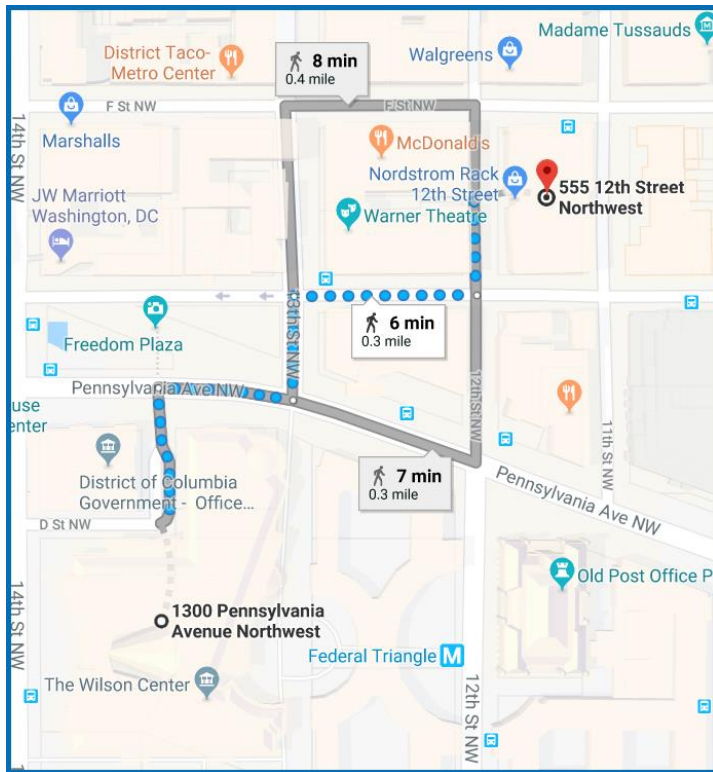 Madame Tussauds
District Taco-
Metro Center
8 min
0.4 mile
Walgreens
14th St NW
Marshalls
F St NW
F St NW
McDonald's
Nordstrom Rack
12th Street
555 12th Street
Northwest
JW Marriott
Washington, DC
Warner Theatre
13th St NW
6 min
0.3 mile
Freedom Plaza
Pennsylvania Ave NW
12th St NW
11th St NW
use
enter
District of Columbia
Government - Office...
7 min
0.3 mile
Pennsylvania Ave NW
D St NW
14th St NW
Old Post Office P
1300 Pennsylvania
Avenue Northwest
Federal Triangle M
The Wilson Center
12th St NW